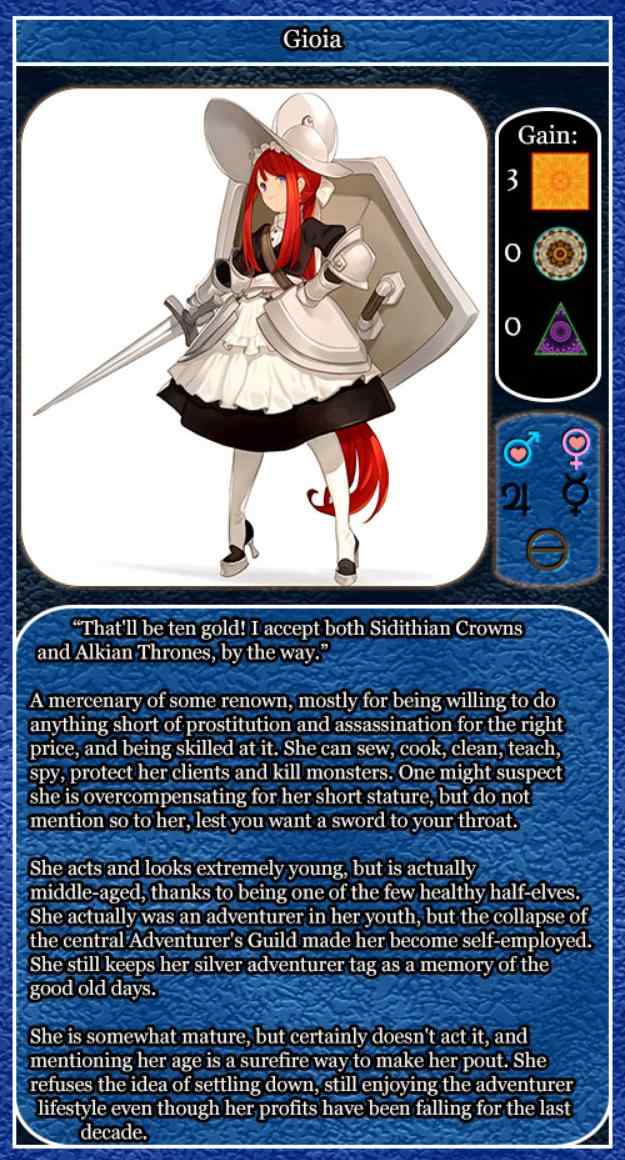 Gioia
Gain:
3
0
0
“That'll be ten gold! I accept both Sidithian Crowns
and Alkian Thrones, by the way.”
A mercenary of some renown, mostly for being willing to do
anything short of prostitution and assassination for the right
price, and being skilled at it. She can sew, cook, clean, teach,
spy, protect her clients and kill monsters. One might suspect
she is overcompensating for her short stature, but do not
mention so to her, lest you want a sword to your throat.
She acts and looks extremely young, but is actually
middle-aged, thanks to being one of the few healthy half-elves.
She actually was an adventurer in her youth, but the collapse of
the central Adventurer's Guild made her become self-employed.
She still keeps her silver adventurer tag as a memory of the
good old days.
She is somewhat mature, but certainly doesn't act it, and
mentioning her age is a surefire way to make her pout. She
refuses the idea of settling down, still enjoying the adventurer
lifestyle even though her profits have been falling for the last
decade.